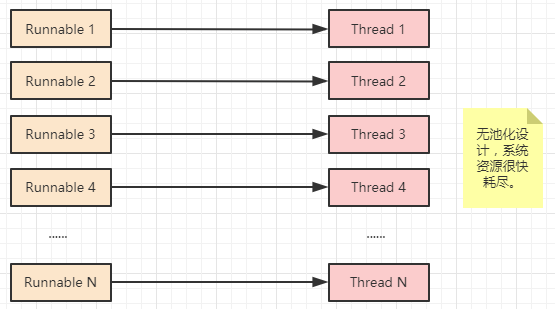 Runnable 1
Thread 1
Runnable 2
Thread 2
Runnable 3
Thread 3
Runnable 4
Thread 4
......
......
Runnable N
Thread N
无池化设
计，系统
资源很快
耗尽。